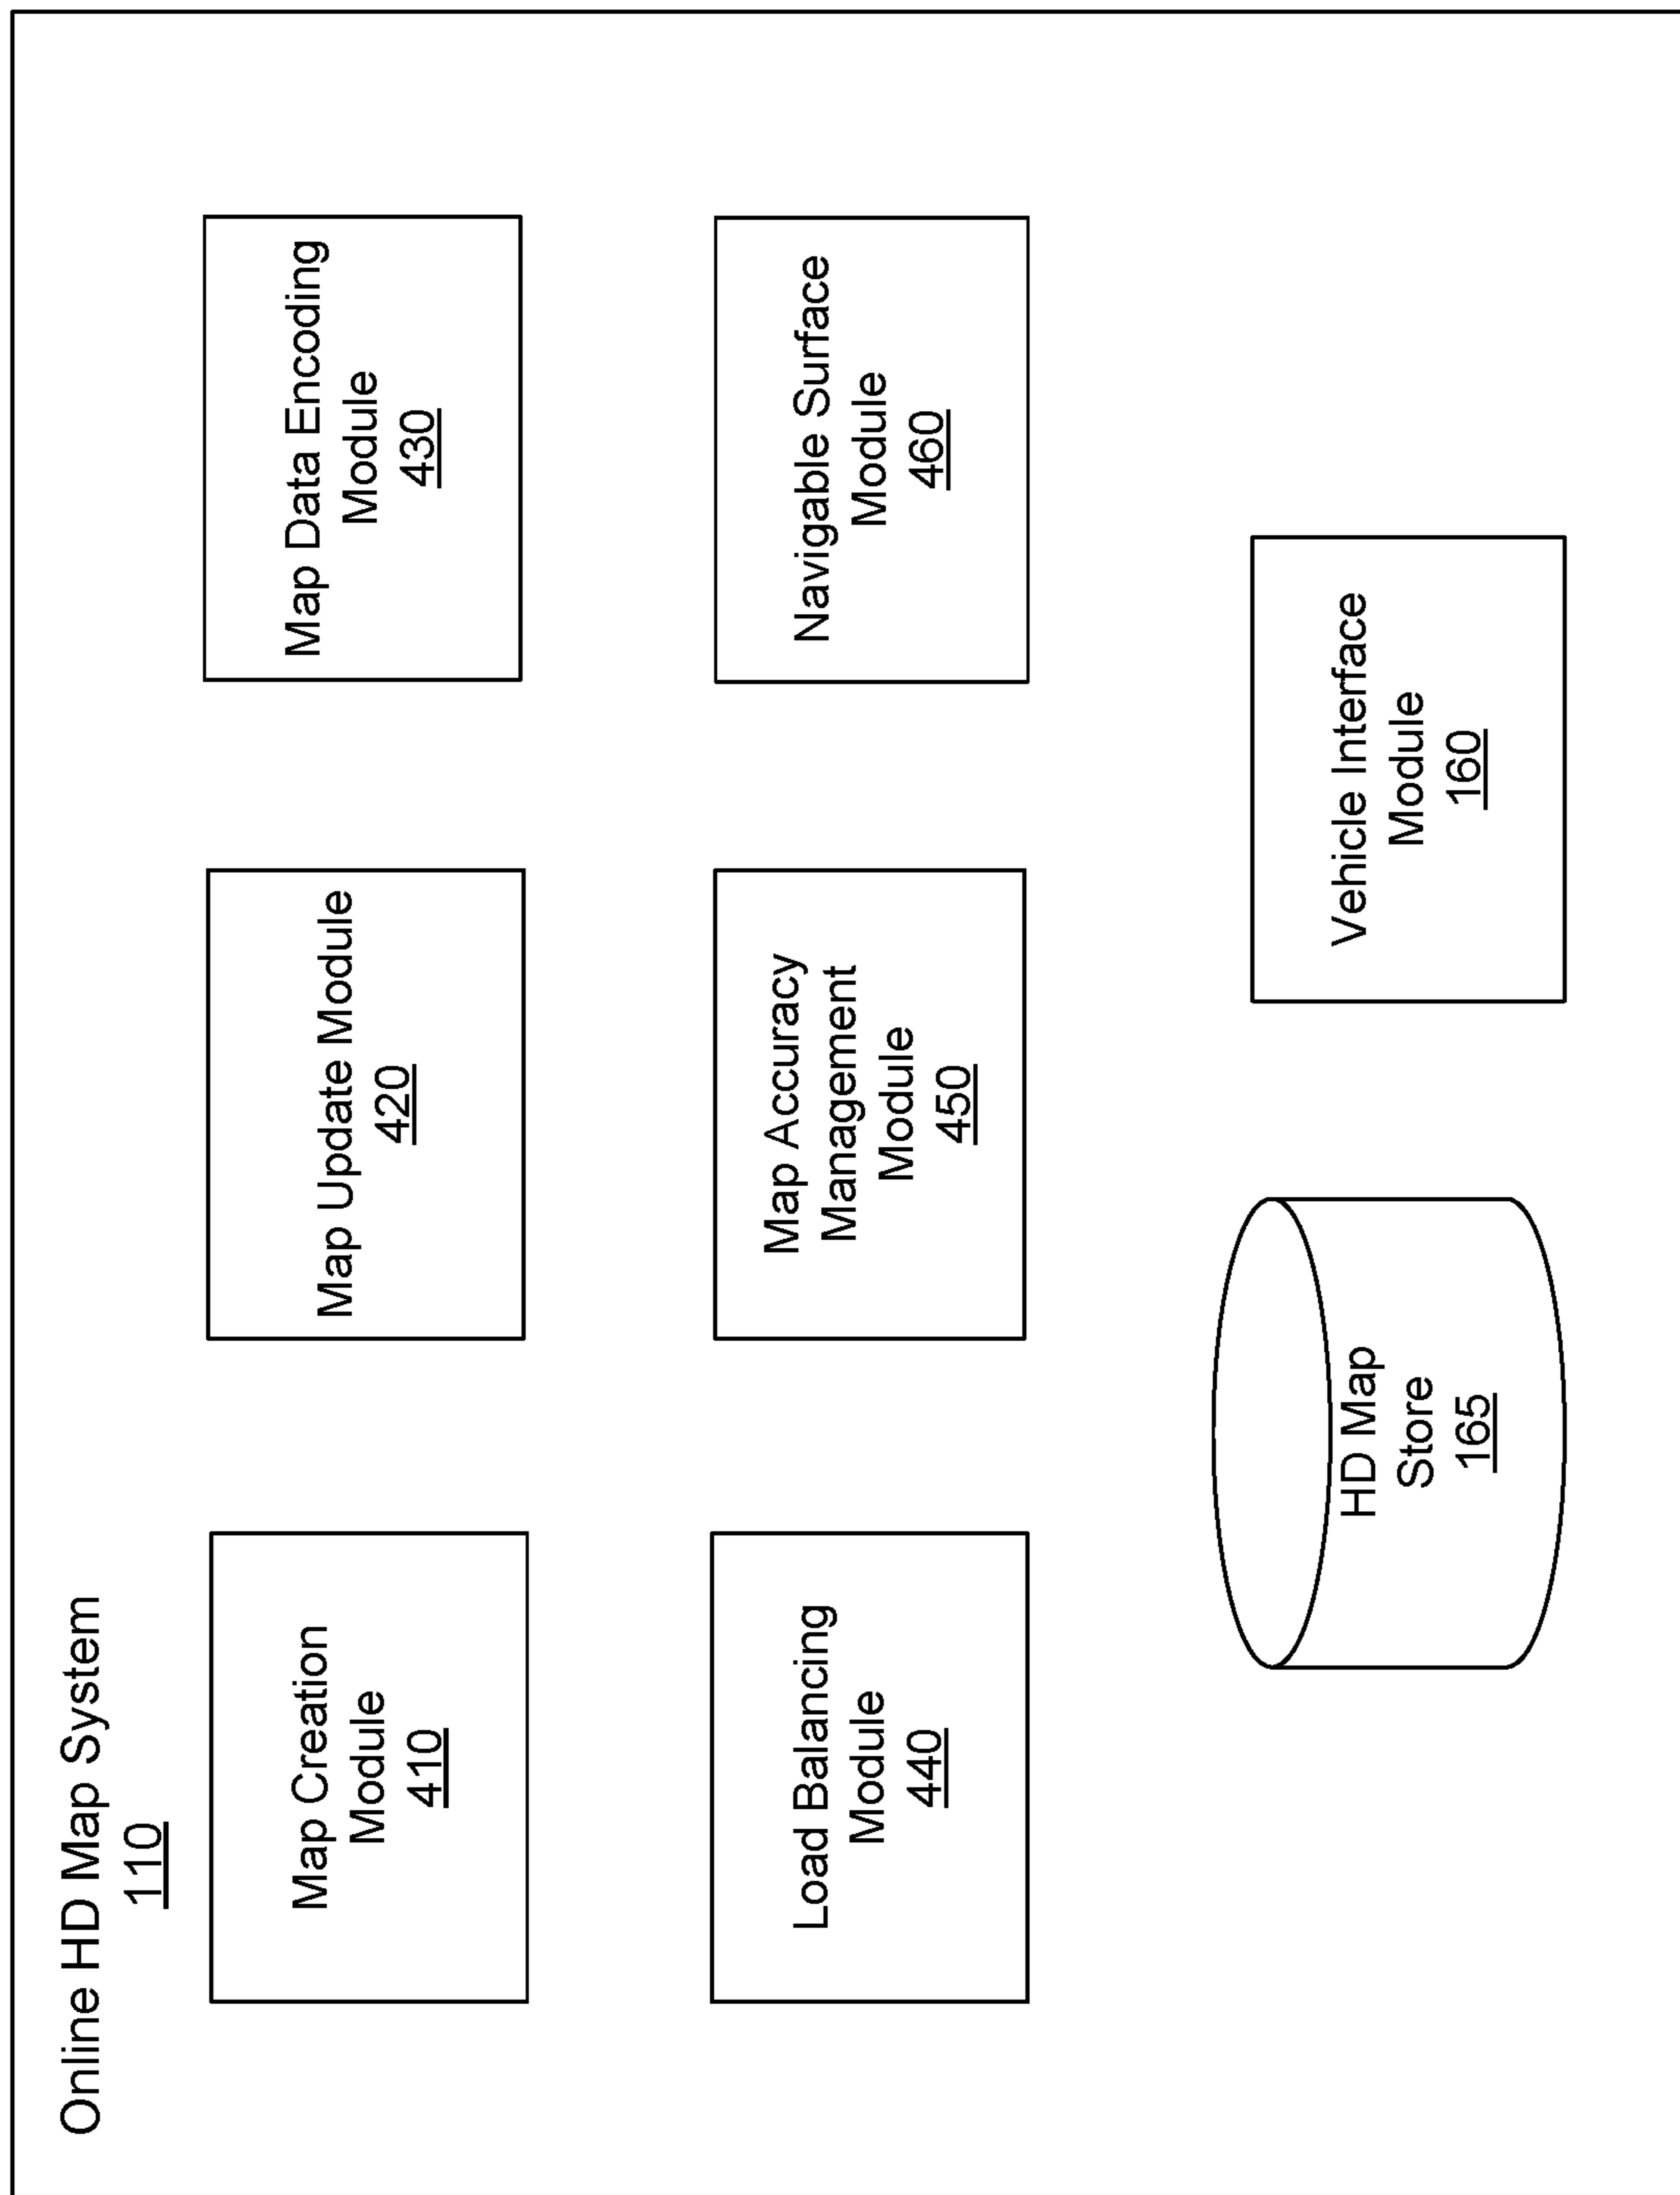 Online HD Map System
110
Map Creation
Module
410
Map Update Module
420
Map Data Encoding
Module
430
Load Balancing
Module
440
Map Accuracy
Management
Module
450
Navigable Surface
Module
460
HD Map
Store
165
Vehicle Interface
Module
160